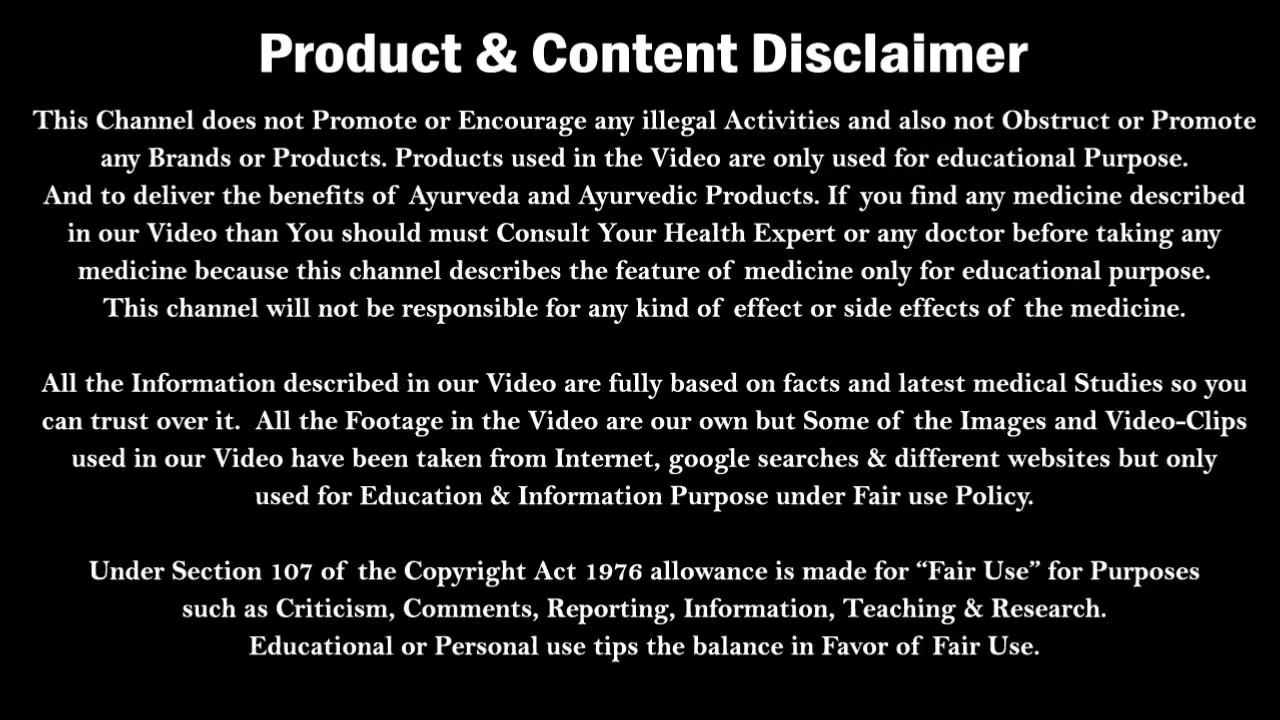 Product & Content Disclaimer
This Channel does not Promote or Encourage any illegal Activities and also not Obstruct or Promote
any Brands or Products. Products used in the Video are only used for educational Purpose.
And to deliver the benefits of Ayurveda and Ayurvedic Products. If you find any medicine described
in our Video than You should must Consult Your Health Expert or any doctor before taking any
medicine because this channel describes the feature of medicine only for educational purpose.
This channel will not be responsible for any kind of effect or side effects of the medicine.
All the Information described in our Video are fully based on facts and latest medical Studies so you
can trust over it. All the Footage in the Video are our own but Some of the Images and Video-Clips
used in our Video have been taken from Internet, google searches & different websites but only
used for Education & Information Purpose under Fair use Policy.
Under Section 107 of the Copyright Act 1976 allowance is made for “Fair Use” for Purposes
such as Criticism, Comments, Reporting, Information, Teaching & Research.
Educational or Personal use tips the balance in Favor of Fair Use.